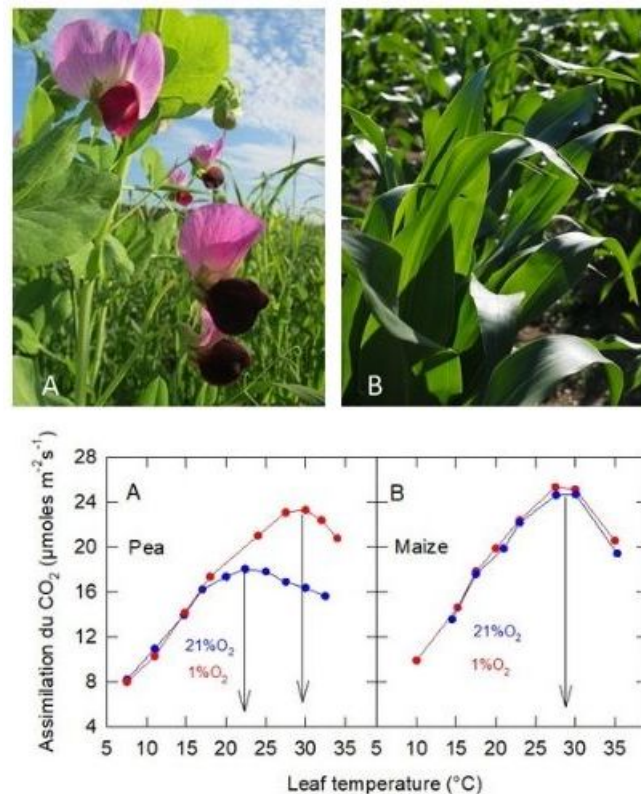 A
B
Assimilation du CO₂ (µmoles m⁻²s⁻¹)
28
24
20
16
12
8
4
A
Pea
21%O₂
1%O₂
B
Maize
21%O₂
1%O₂
5 10 15 20 25 30 35 5 10 15 20 25 30 35
Leaf temperature (°C)